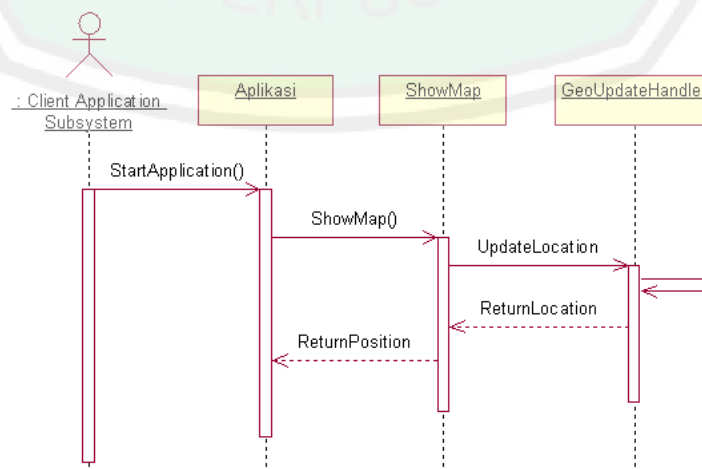 : Client Application
Subsystem
Aplikasi
ShowMap
GeoUpdateHandle
StartApplication()
ShowMap()
UpdateLocation
ReturnLocation
ReturnPosition